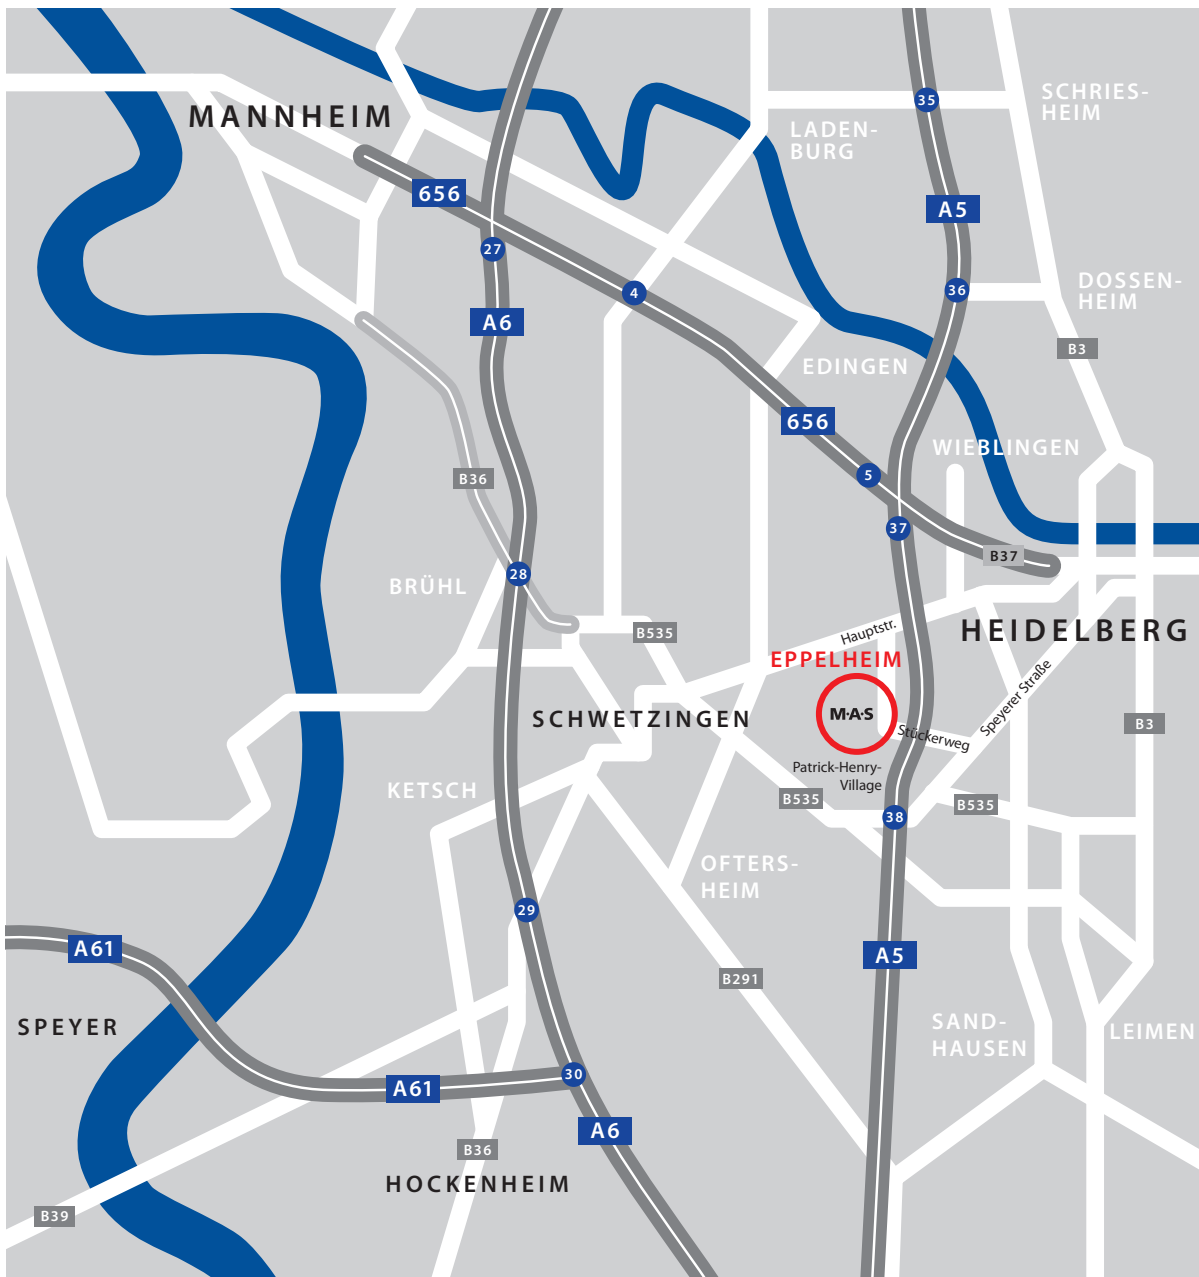 35
SCHRIES-
HEIM
MANNHEIM
LADEN-
BURG
656
A5
27
4
36
DOSSEN-
HEIM
A6
B3
EDINGEN
656
WIEBLINGEN
B36
5
37
B37
28
BRÜHL
B535
Hauptstr.
HEIDELBERG
EPPELHEIM
M·A·S
Speyerer Straße
SCHWETZINGEN
Stückerweg
B3
Patrick-Henry-
Village
KETSCH
B535
B535
38
OFTERS-
HEIM
29
A61
A5
B291
SPEYER
SAND-
HAUSEN
LEIMEN
30
A61
A6
B36
HOCKENHEIM
B39